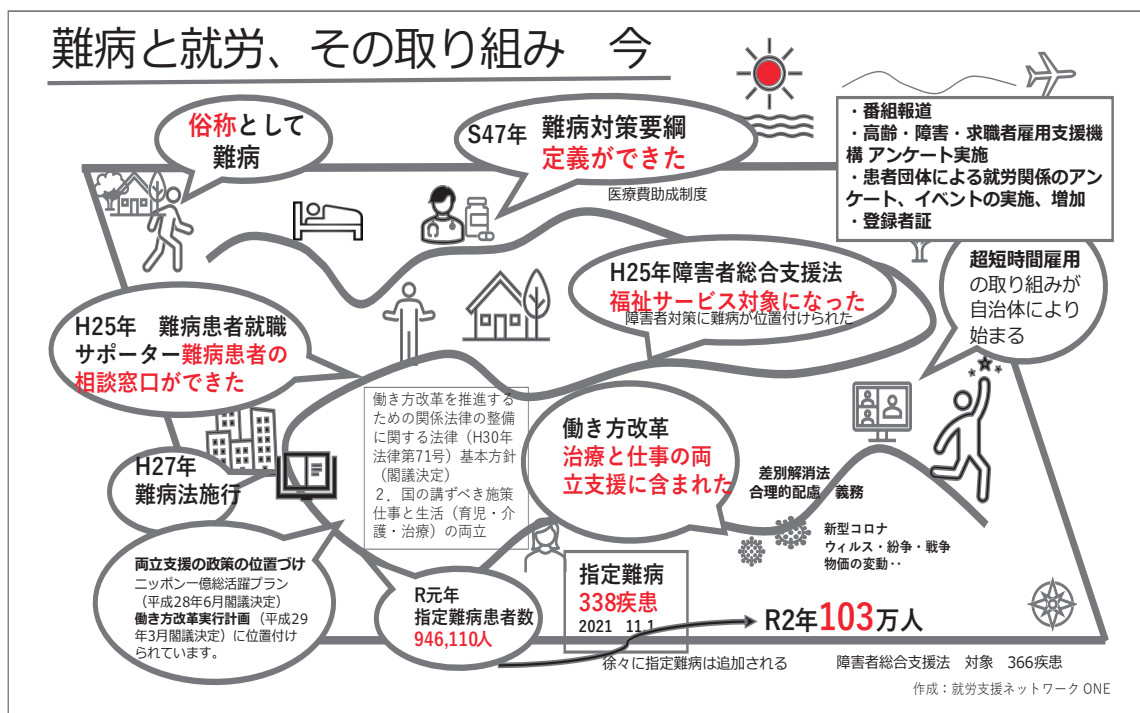 難病と就労、その取り組み　今
俗称として
難病
S47年
難病対策要綱
定義ができた
医療費助成制度
・番組報道
・高齢・障害・求職者雇用支援機
構 アンケート実施
・患者団体による就労関係のアン
ケート、イベントの実施、増加
・登録者証
H25年　難病患者就職
サポーター難病患者の
相談窓口ができた
H25年障害者総合支援法
福祉サービス対象になった
障害者対策に難病が位置付けられた
超短時間雇用
の取り組みが
自治体により
始まる
H27年
難病法施行
働き方改革を推進する
ための関係法律の整備
に関する法律（H30年
法律第71号）基本方針
（閣議決定）
２．国の講ずべき施策
仕事と生活（育児・介
護・治療）の両立
働き方改革
治療と仕事の両
立支援に含まれた
差別解消法
合理的配慮　義務
新型コロナ
ウィルス・紛争・戦争
物価の変動‥
両立支援の政策の位置づけ
ニッポン一億総活躍プラン
（平成28年6月閣議決定）
働き方改革実行計画（平成29
年3月閣議決定）に位置付け
られています。
R元年
指定難病患者数
946,110人
指定難病
338疾患
2021 11.1
R2年103万人
徐々に指定難病は追加される
障害者総合支援法　対象　366疾患
作成：就労支援ネットワーク ONE